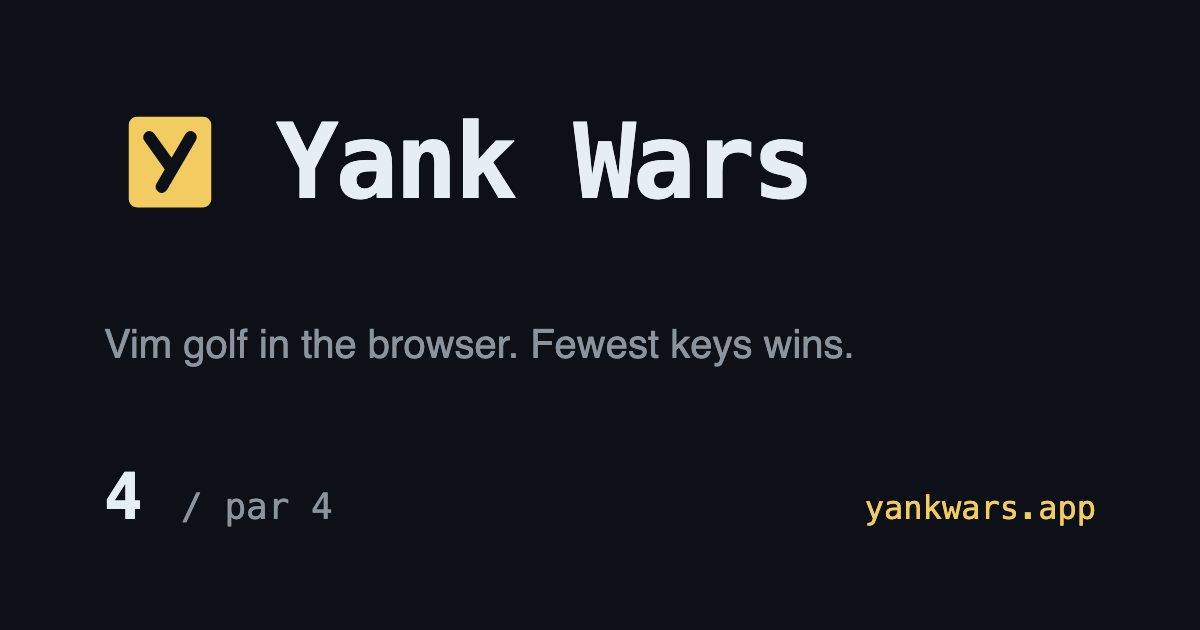 Y Yank Wars
Vim golf in the browser. Fewest keys wins.
4 / par 4
yankwars.app